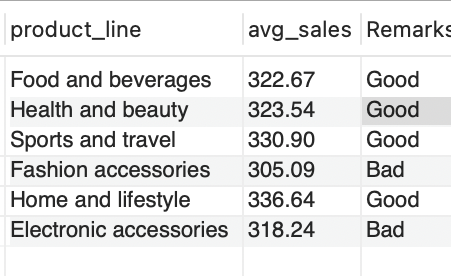 product_line avg_sales Remarks
Food and beverages 322.67 Good
Health and beauty 323.54 Good
Sports and travel 330.90 Good
Fashion accessories 305.09 Bad
Home and lifestyle 336.64 Good
Electronic accessories 318.24 Bad